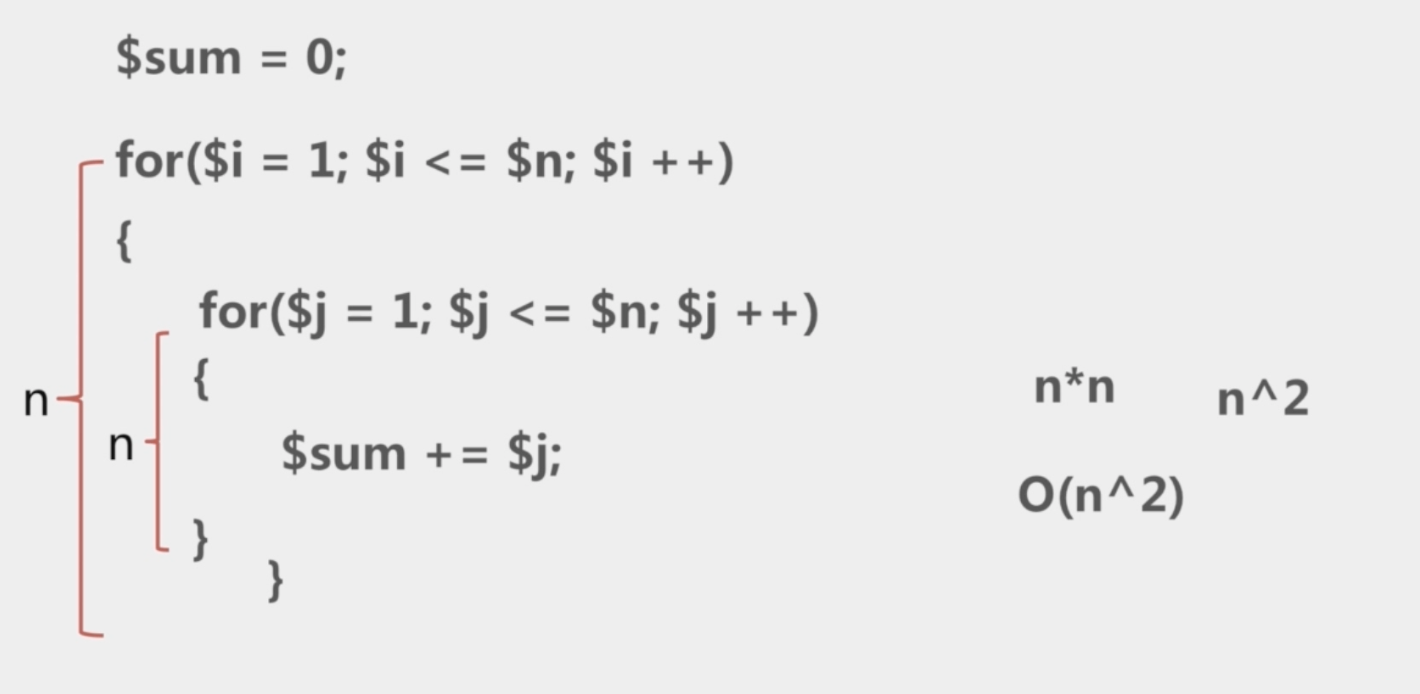 $sum = 0;
for($i = 1; $i <= $n; $i ++)
{
for($j = 1; $j <= $n; $j ++)
{
n
n
$sum += $j;
}
}
n*n
n^2
O(n^2)